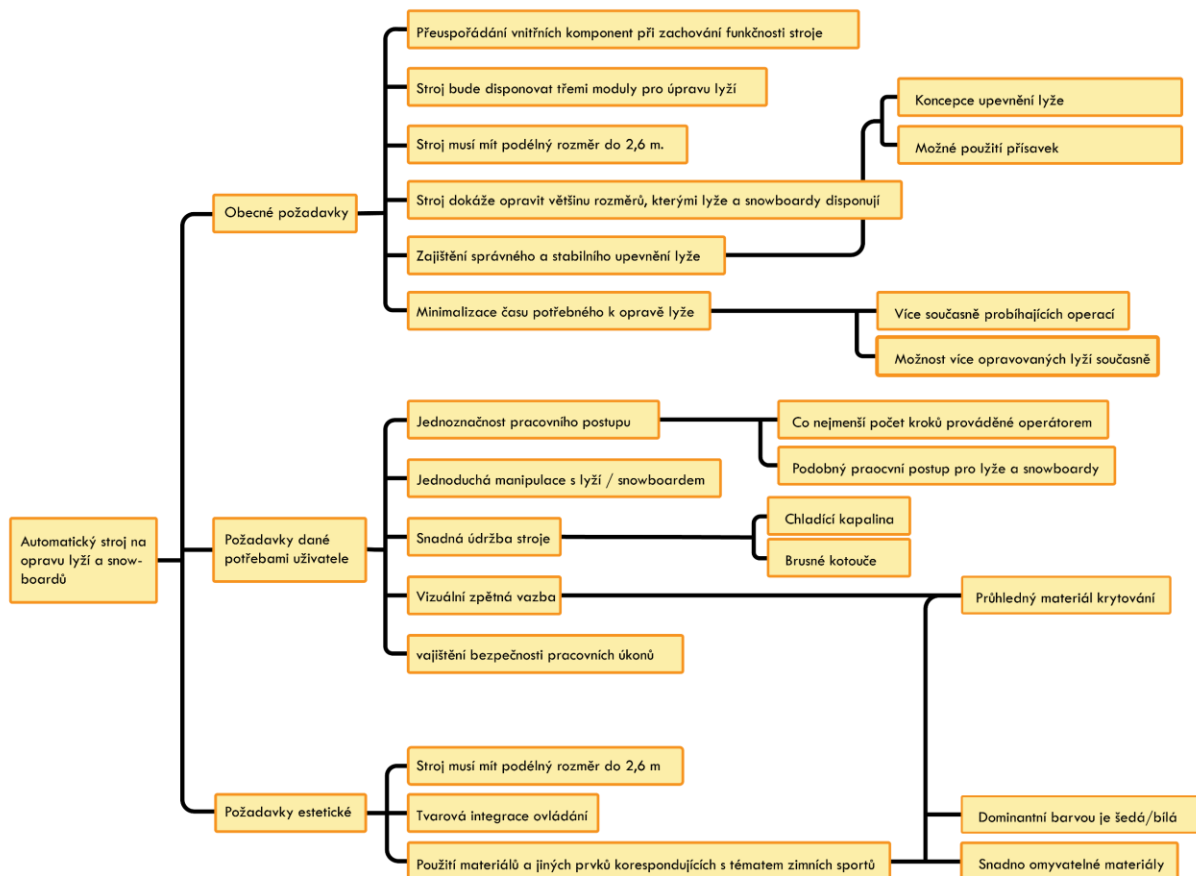 Přeuspořádání vnitřních komponent při zachování funkčnosti stroje
Stroj bude disponovat třemi moduly pro úpravu lyží
Koncepce upevnění lyže
Stroj musí mít podélný rozměr do 2,6 m.
Možné použití přísavek
Obecné požadavky
Stroj dokáže opravit většinu rozměrů, kterými lyže a snowboardy disponují
Zajištění správného a stabilního upevnění lyže
Minimalizace času potřebného k opravě lyže
Více současně probíhajících operací
Možnost více opravovaných lyží současně
Jednoznačnost pracovního postupu
Co nejmenší počet kroků prováděné operátorem
Podobný praocvní postup pro lyže a snowboardy
Jednoduchá manipulace s lyží / snowboardem
Chladící kapalina
Automatický stroj na
opravu lyží a snow-
boardů
Požadavky dané
potřebami uživatele
Snadná údržba stroje
Brusné kotouče
Vizuální zpětná vazba
Průhledný materiál krytování
vajištění bezpečnosti pracovních úkonů
Stroj musí mít podélný rozměr do 2,6 m
Požadavky estetické
Tvarová integrace ovládání
Dominantní barvou je šedá/bílá
Použití materiálů a jiných prvků korespondujících s tématem zimních sportů
Snadno omyvatelné materiály